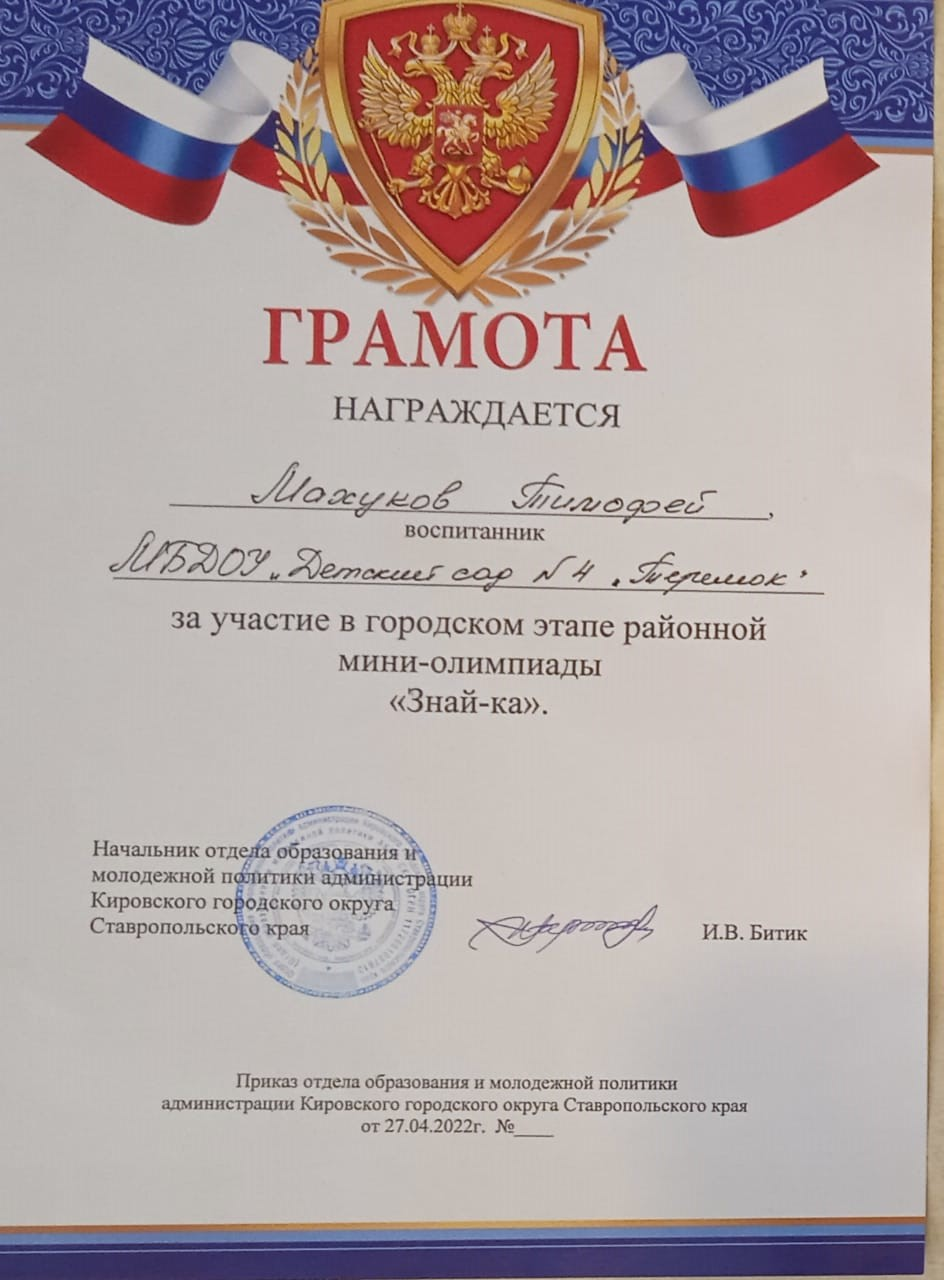 ГРАМОТА
НАГРАЖДАЕТСЯ
Махуков Тимофей,
воспитанник
МБДОУ „Детский сад №4 „Теремок"
за участие в городском этапе районной
мини-олимпиады
«Знай-ка».
Начальник отдела образования и
молодежной политики администрации
Кировского городского округа
Ставропольского края
И.В. Битик
Приказ отдела образования и молодежной политики
администрации Кировского городского округа Ставропольского края
от 27.04.2022г. №____